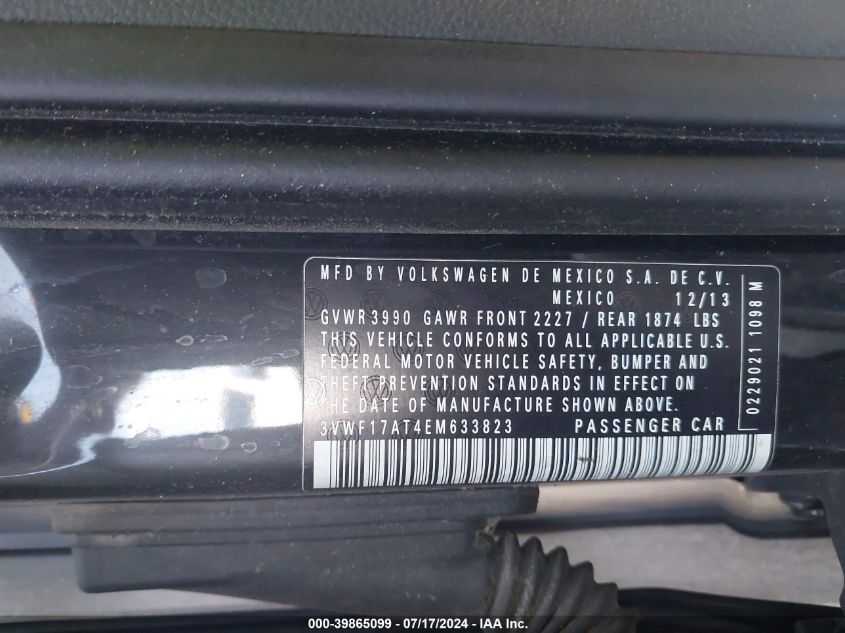 MFD BY VOLKSWAGEN DE MEXICO S.A. DE C.V.
MEXICO 12/13
GVWR 3990 GAWR FRONT 2227 / REAR 1874 LBS
THIS VEHICLE CONFORMS TO ALL APPLICABLE U.S.
FEDERAL MOTOR VEHICLE SAFETY, BUMPER AND
THEFT PREVENTION STANDARDS IN EFFECT ON
THE DATE OF MANUFACTURE SHOWN ABOVE.
3VWF17AT4EM633823 PASSENGER CAR
0229021 1098 M
000-39865099 / 07/17/2024 - IAA Inc.